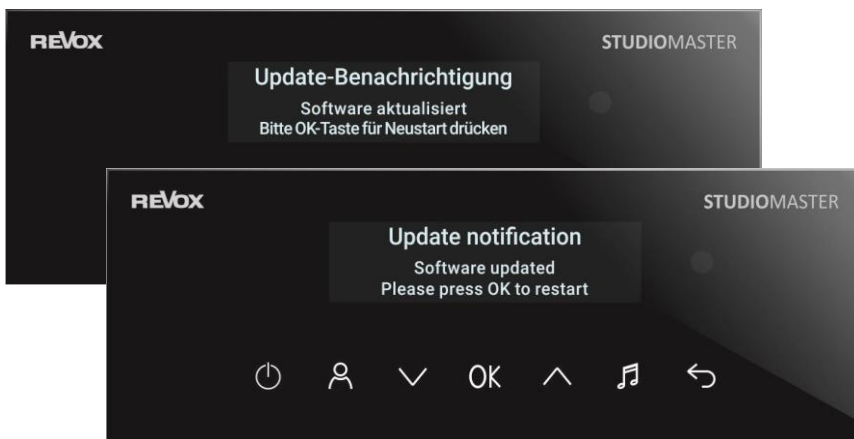 REVOX
STUDIOMASTER
Update-Benachrichtigung
Software aktualisiert
Bitte OK-Taste für Neustart drücken
REVOX
STUDIOMASTER
Update notification
Software updated
Please press OK to restart
OK